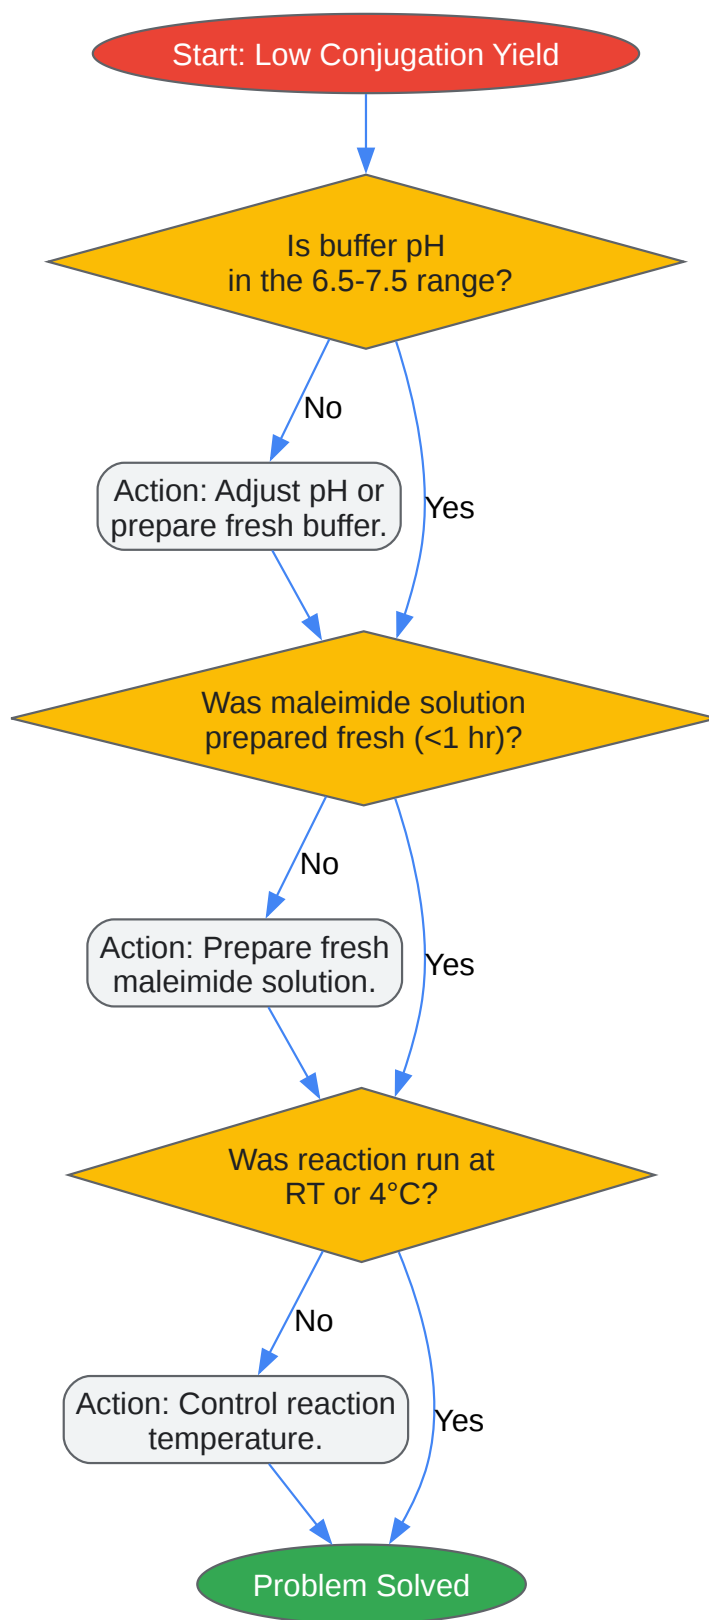 Start: Low Conjugation Yield
Is buffer pH
in the 6.5-7.5 range?
No
Action: Adjust pH or
prepare fresh buffer.
Yes
Was maleimide solution
prepared fresh (<1 hr)?
No
Action: Prepare fresh
maleimide solution.
Yes
Was reaction run at
RT or 4°C?
No
Action: Control reaction
temperature.
Yes
Problem Solved